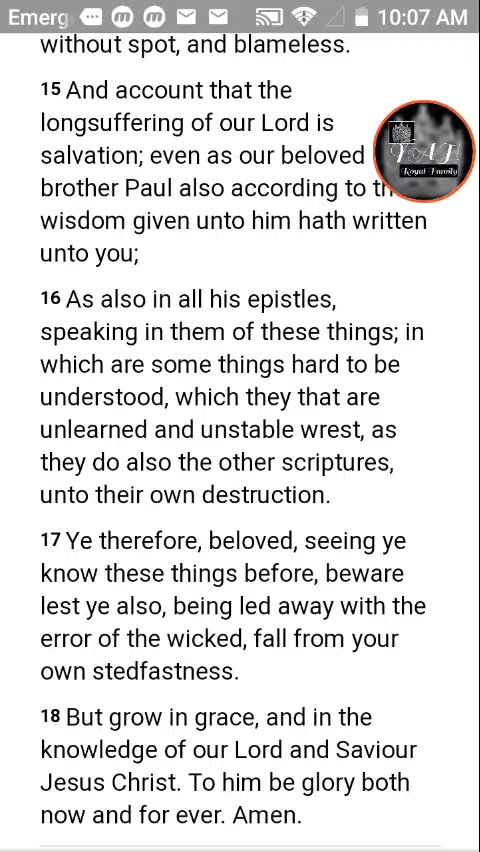 Emerg 10:07 AM
without spot, and blameless.
15 And account that the
longsuffering of our Lord is
salvation; even as our beloved
brother Paul also according to th
wisdom given unto him hath written
unto you;
16 As also in all his epistles,
speaking in them of these things; in
which are some things hard to be
understood, which they that are
unlearned and unstable wrest, as
they do also the other scriptures,
unto their own destruction.
17 Ye therefore, beloved, seeing ye
know these things before, beware
lest ye also, being led away with the
error of the wicked, fall from your
own stedfastness.
18 But grow in grace, and in the
knowledge of our Lord and Saviour
Jesus Christ. To him be glory both
now and for ever. Amen.
Royal Family